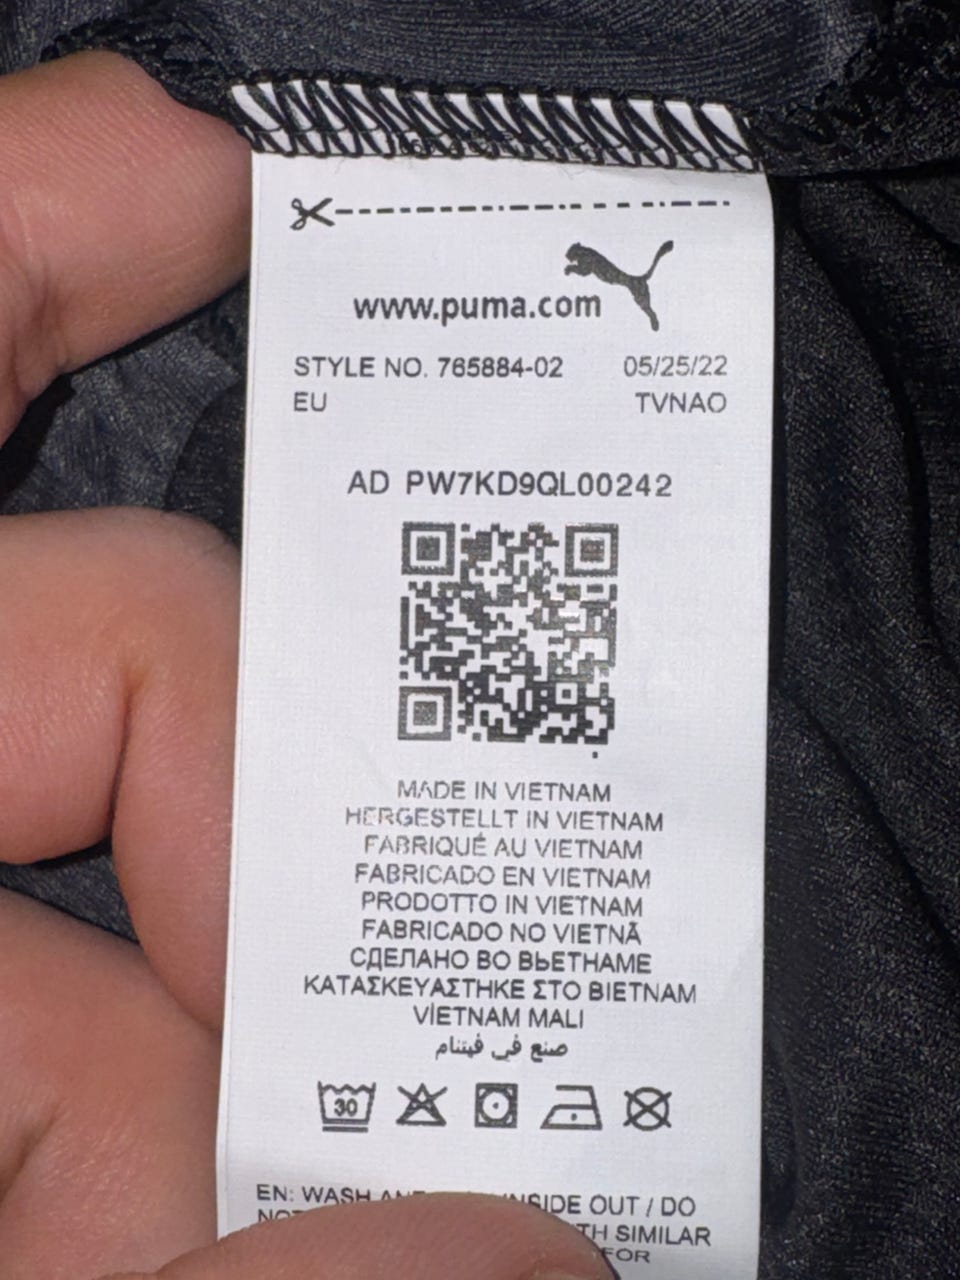 www.puma.com
STYLE NO. 765884-02 05/25/22
EU TVNAO
AD PW7KD9QL00242
MADE IN VIETNAM
HERGESTELLT IN VIETNAM
FABRIQUÉ AU VIETNAM
FABRICADO EN VIETNAM
PRODOTTO IN VIETNAM
FABRICADO NO VIETNÃ
СДЕЛАНО ВО ВЬЕТНАМЕ
ΚΑΤΑΣΚΕΥΑΣΤΗΚΕ ΣΤΟ ΒΙΕΤΝΑΜ
VİETNAM MALI
صنع في فيتنام
30
EN: WASH INSIDE OUT / DO
SIMILAR
FOR